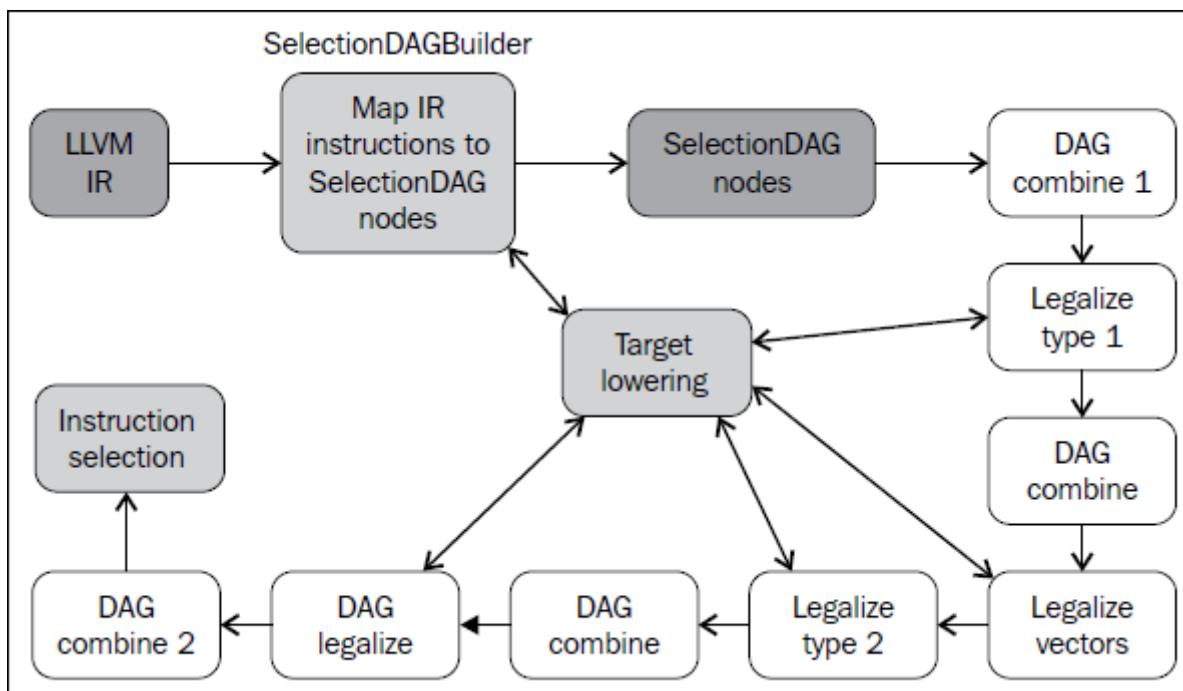 SelectionDAGBuilder
LLVM
IR
Map IR
instructions to
SelectionDAG
nodes
SelectionDAG
nodes
DAG
combine 1
Legalize
type 1
Target
lowering
Instruction
selection
DAG
combine
DAG
combine 2
DAG
legalize
DAG
combine
Legalize
type 2
Legalize
vectors